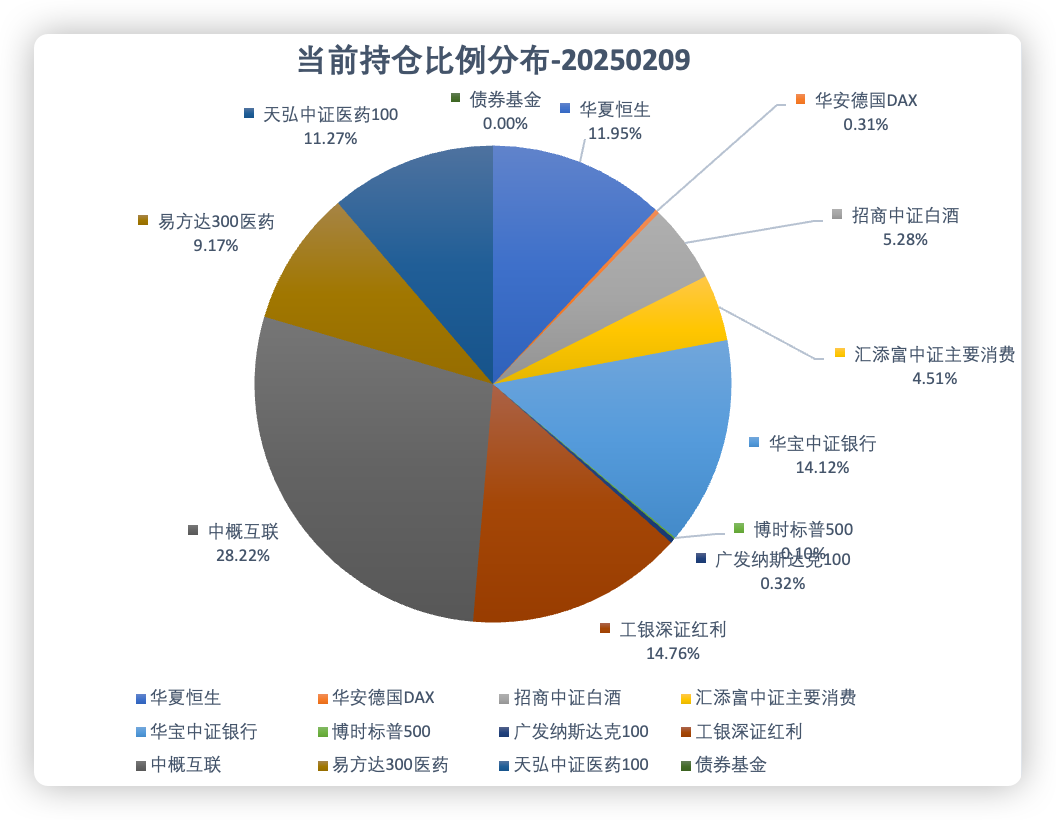 当前持仓比例分布-20250209
债券基金
0.00%
华夏恒生
11.95%
华安德国DAX
0.31%
天弘中证医药100
11.27%
招商中证白酒
5.28%
易方达300医药
9.17%
汇添富中证主要消费
4.51%
华宝中证银行
14.12%
中概互联
28.22%
博时标普500
0.10%
广发纳斯达克100
0.32%
工银深证红利
14.76%
华夏恒生 华安德国DAX 招商中证白酒 汇添富中证主要消费
华宝中证银行 博时标普500 广发纳斯达克100 工银深证红利
中概互联 易方达300医药 天弘中证医药100 债券基金